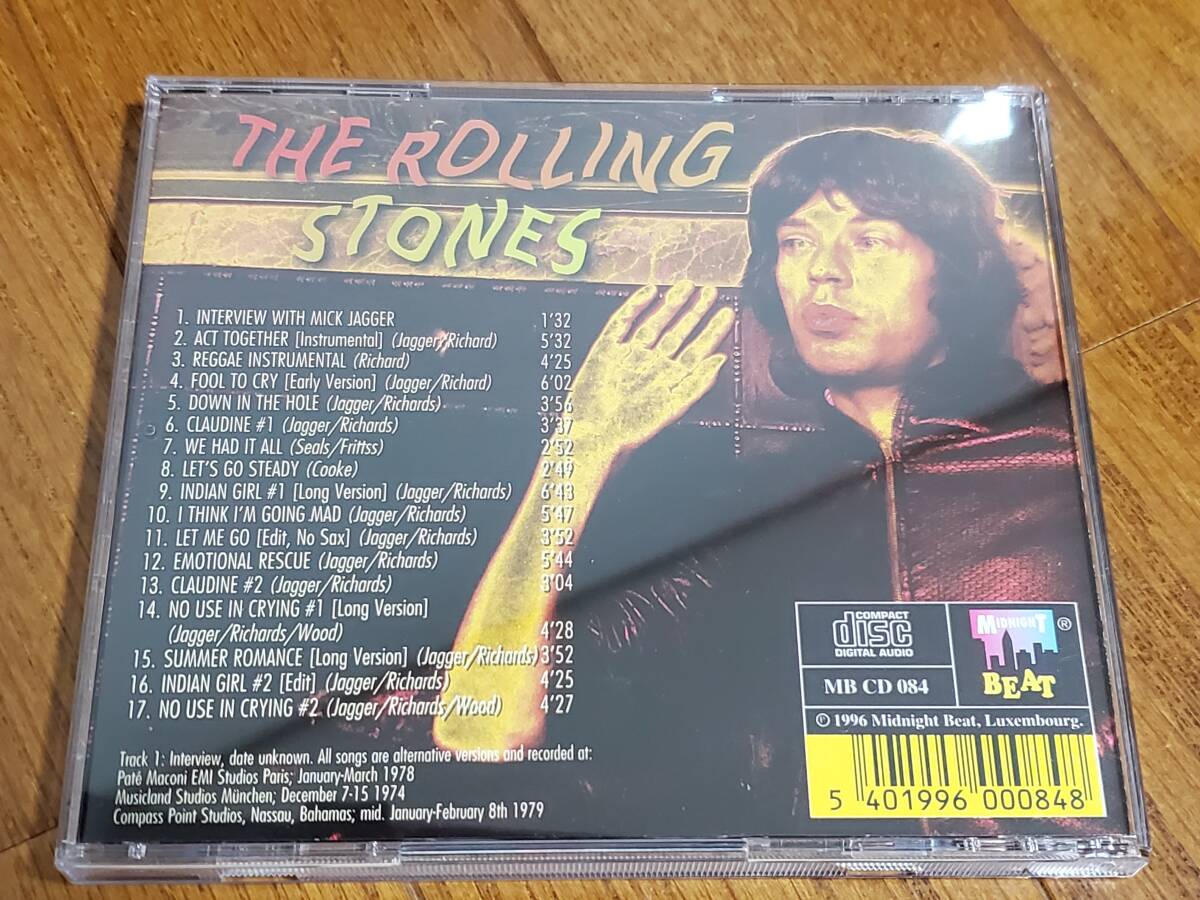 THE ROLLING
STONES
1. INTERVIEW WITH MICK JAGGER 1'32
2. ACT TOGETHER [Instrumental] (Jagger/Richard) 5'32
3. REGGAE INSTRUMENTAL (Richard) 4'25
4. FOOL TO CRY [Early Version] (Jagger/Richard) 6'02
5. DOWN IN THE HOLE (Jagger/Richards) 3'56
6. CLAUDINE #1 (Jagger/Richards) 3'37
7. WE HAD IT ALL (Seals/Frittss) 2'52
8. LET'S GO STEADY (Cooke) 2'49
9. INDIAN GIRL #1 [Long Version] (Jagger/Richards) 6'43
10. I THINK I'M GOING MAD (Jagger/Richards) 5'47
11. LET ME GO [Edit, No Sax] (Jagger/Richards) 3'52
12. EMOTIONAL RESCUE (Jagger/Richards) 5'44
13. CLAUDINE #2 (Jagger/Richards) 3'04
14. NO USE IN CRYING #1 [Long Version]
(Jagger/Richards/Wood) 4'28
15. SUMMER ROMANCE [Long Version] (Jagger/Richards) 3'52
16. INDIAN GIRL #2 [Edit] (Jagger/Richards) 4'25
17. NO USE IN CRYING #2 (Jagger/Richards/Wood) 4'27
Track 1: Interview, date unknown. All songs are alternative versions and recorded at:
Paté Maconi EMI Studios Paris; January-March 1978
Musicland Studios München; December 7-15 1974
Compass Point Studios, Nassau, Bahamas; mid. January-February 8th 1979
COMPACT
disc
DIGITAL AUDIO
MIDNIGHT ®
BEAT
MB CD 084
℗ 1996 Midnight Beat, Luxembourg.
5 401996 000848